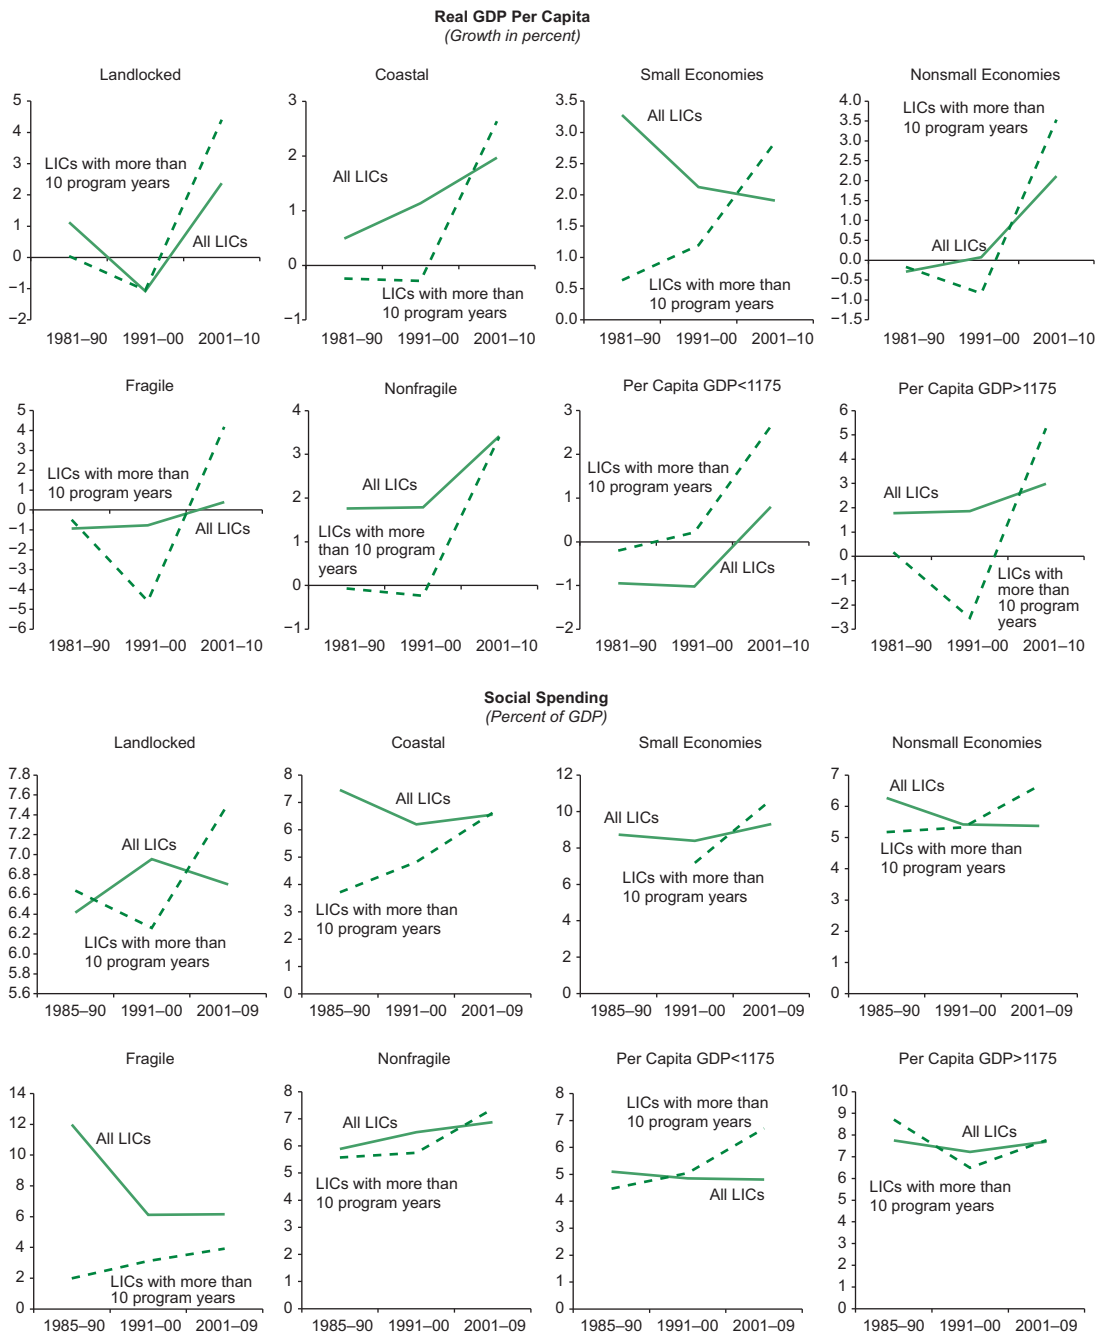 Real GDP Per Capita
(Growth in percent)
Landlocked
5
4
3
2
1
0
−1
−2
LICs with more than
10 program years
All LICs
1981–90 1991–00 2001–10
Coastal
3
2
1
0
−1
All LICs
LICs with more than
10 program years
1981–90 1991–00 2001–10
Small Economies
3.5
3.0
2.5
2.0
1.5
1.0
0.5
0.0
All LICs
LICs with more than
10 program years
1981–90 1991–00 2001–10
Nonsmall Economies
4.0
3.5
3.0
2.5
2.0
1.5
1.0
0.5
0.0
−0.5
−1.0
−1.5
LICs with more than
10 program years
All LICs
1981–90 1991–00 2001–10
Fragile
5
4
3
2
1
0
−1
−2
−3
−4
−5
−6
LICs with more than
10 program years
All LICs
1981–90 1991–00 2001–10
Nonfragile
4
3
2
1
0
−1
All LICs
LICs with more
than 10 program
years
1981–90 1991–00 2001–10
Per Capita GDP<1175
3
2
1
0
−1
−2
LICs with more than
10 program years
All LICs
1981–90 1991–00 2001–10
Per Capita GDP>1175
6
5
4
3
2
1
0
−1
−2
−3
All LICs
LICs with
more than
10 program
years
1981–90 1991–00 2001–10
Social Spending
(Percent of GDP)
Landlocked
7.8
7.6
7.4
7.2
7.0
6.8
6.6
6.4
6.2
6.0
5.8
5.6
All LICs
LICs with more than
10 program years
1985–90 1991–00 2001–09
Coastal
8
7
6
5
4
3
2
1
0
All LICs
LICs with more than
10 program years
1985–90 1991–00 2001–09
Small Economies
12
10
8
6
4
2
0
All LICs
LICs with more than
10 program years
1985–90 1991–00 2001–09
Nonsmall Economies
7
6
5
4
3
2
1
0
All LICs
LICs with more than
10 program years
1985–90 1991–00 2001–09
Fragile
14
12
10
8
6
4
2
0
All LICs
LICs with more than
10 program years
1985–90 1991–00 2001–09
Nonfragile
8
7
6
5
4
3
2
1
0
All LICs
LICs with more than
10 program years
1985–90 1991–00 2001–09
Per Capita GDP<1175
8
7
6
5
4
3
2
1
0
LICs with more than
10 program years
All LICs
1985–90 1991–00 2001–09
Per Capita GDP>1175
10
9
8
7
6
5
4
3
2
1
0
All LICs
LICs with more than
10 program years
1985–90 1991–00 2001–09